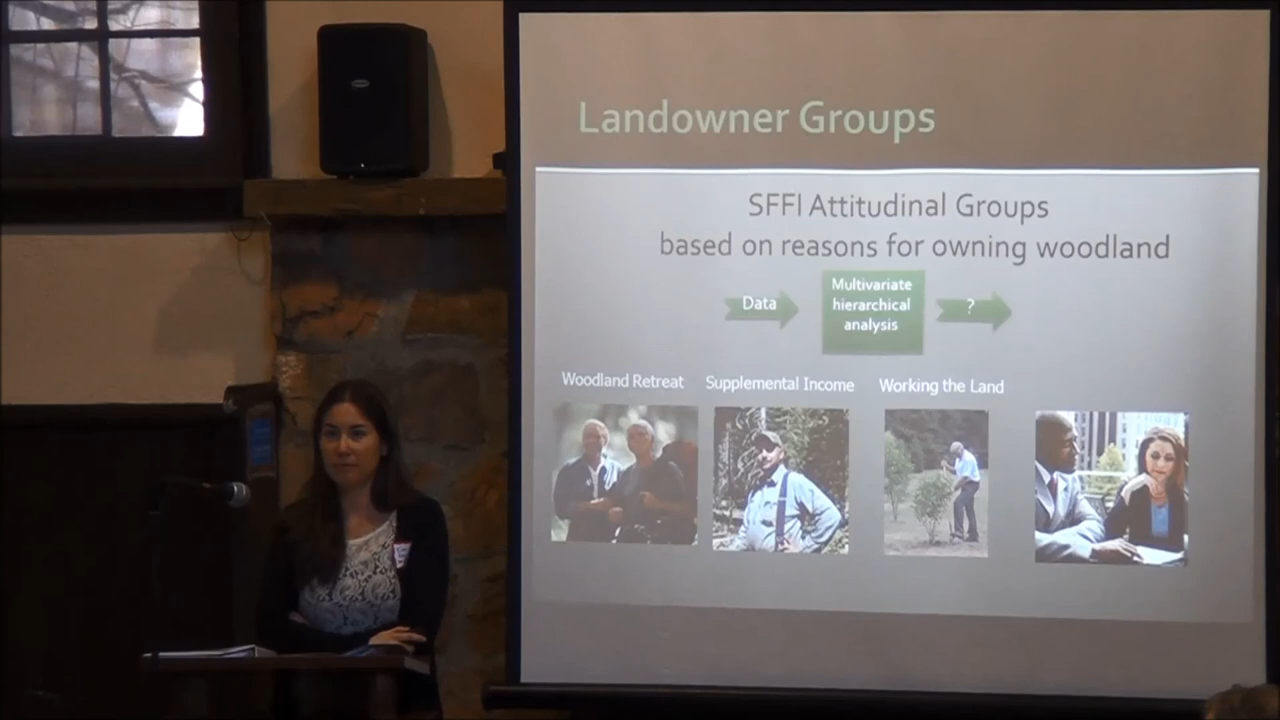 Landowner Groups
SFFI Attitudinal Groups
based on reasons for owning woodland
Data
Multivariate
hierarchical
analysis
?
Woodland Retreat
Supplemental Income
Working the Land